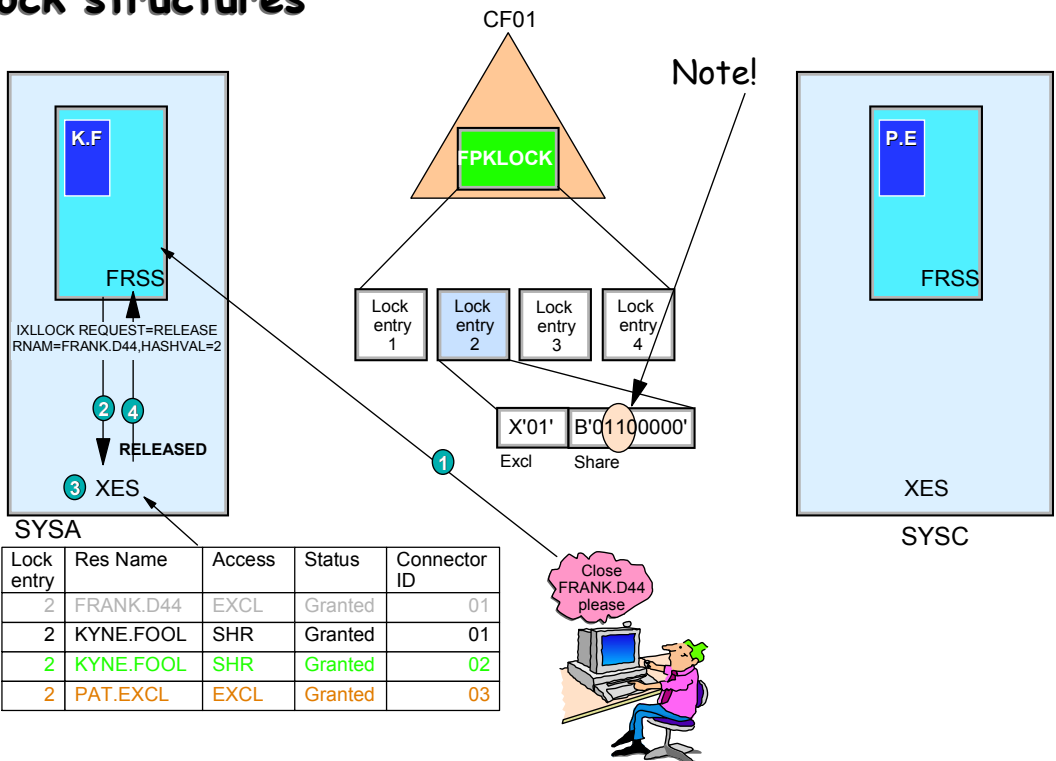 structures
CF01
Note!
K.F
FPKLOCK
P.E
FRSS
FRSS
IXLLOCK REQUEST=RELEASE
RNAM=FRANK.D44,HASHVAL=2
Lock entry 1
Lock entry 2
Lock entry 3
Lock entry 4
2
4
RELEASED
X'01'
B'01100000'
Excl
Share
1
3
XES
XES
SYSA
SYSC
Lock entry
Res Name
Access
Status
Connector ID
2 FRANK.D44 EXCL Granted 01
2 KYNE.FOOL SHR Granted 01
2 KYNE.FOOL SHR Granted 02
2 PAT.EXCL EXCL Granted 03
Close
FRANK.D44
please